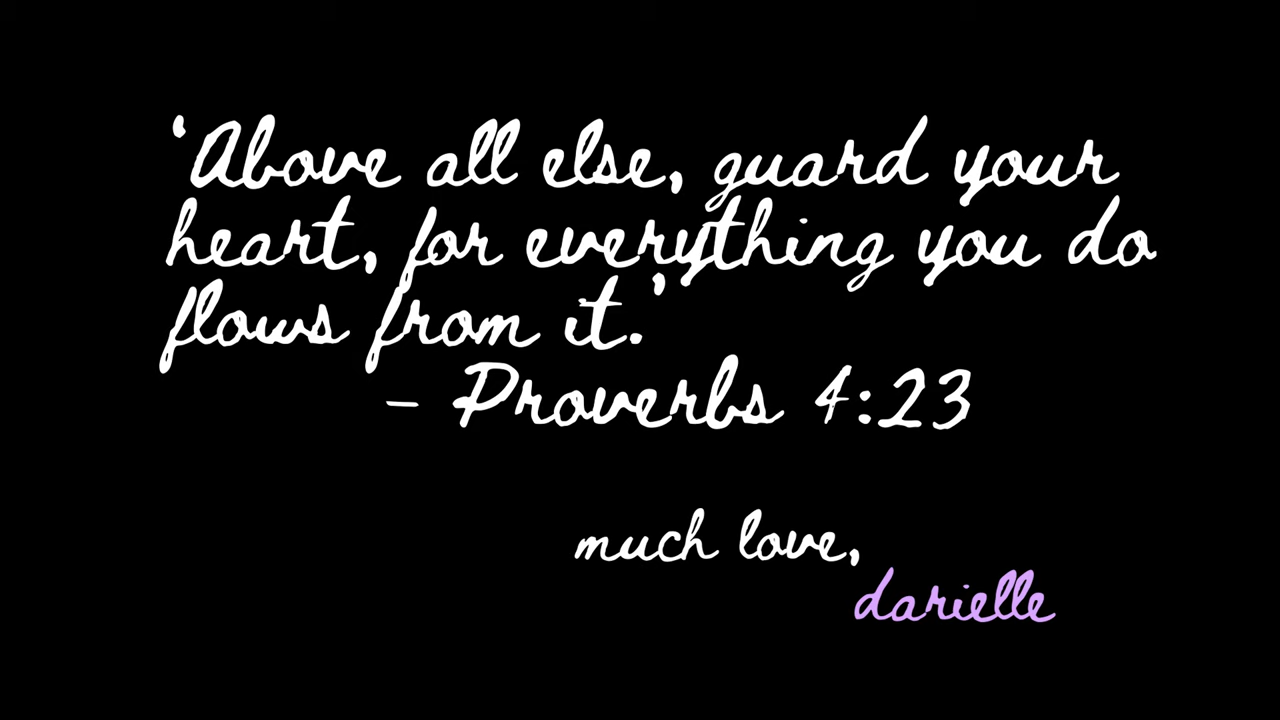 ‘Above all else, guard your
heart, for everything you do
flows from it.’
- Proverbs 4:23
much love,
darielle